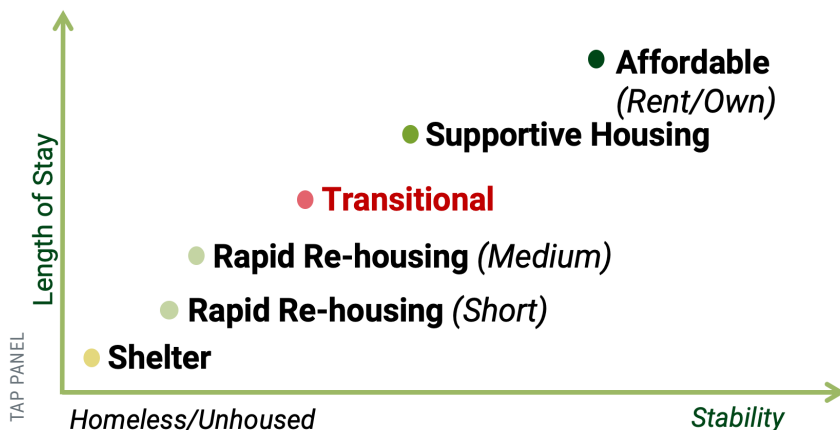 Affordable
(Rent/Own)
Supportive Housing
Transitional
Rapid Re-housing (Medium)
Rapid Re-housing (Short)
Shelter
Length of Stay
TAP PANEL
Homeless/Unhoused
Stability